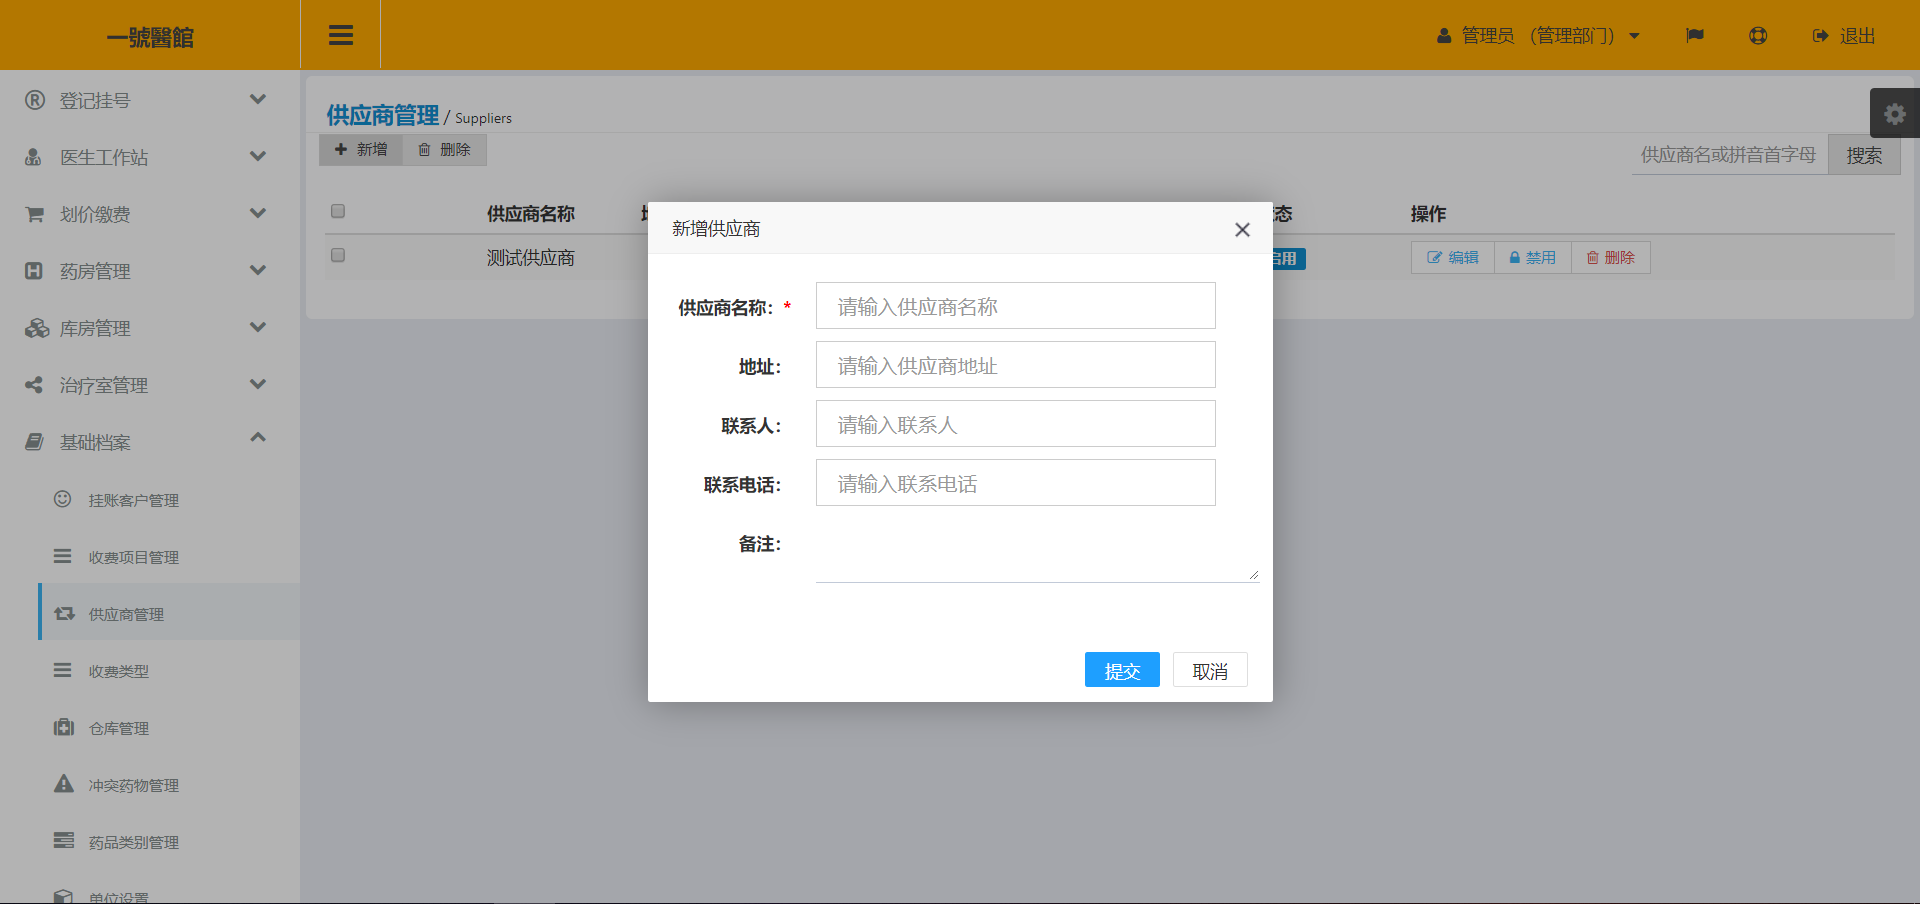 一號醫館
管理员 （管理部门）
退出
登记挂号
医生工作站
划价缴费
药房管理
库房管理
治疗室管理
基础档案
挂账客户管理
收费项目管理
供应商管理
收费类型
仓库管理
冲突药物管理
药品类别管理
单位设置
供应商管理 / Suppliers
新增 删除
供应商名或拼音首字母 搜索
供应商名称 操作
测试供应商 编辑 禁用 删除
新增供应商
供应商名称：* 请输入供应商名称
地址： 请输入供应商地址
联系人： 请输入联系人
联系电话： 请输入联系电话
备注：
提交 取消